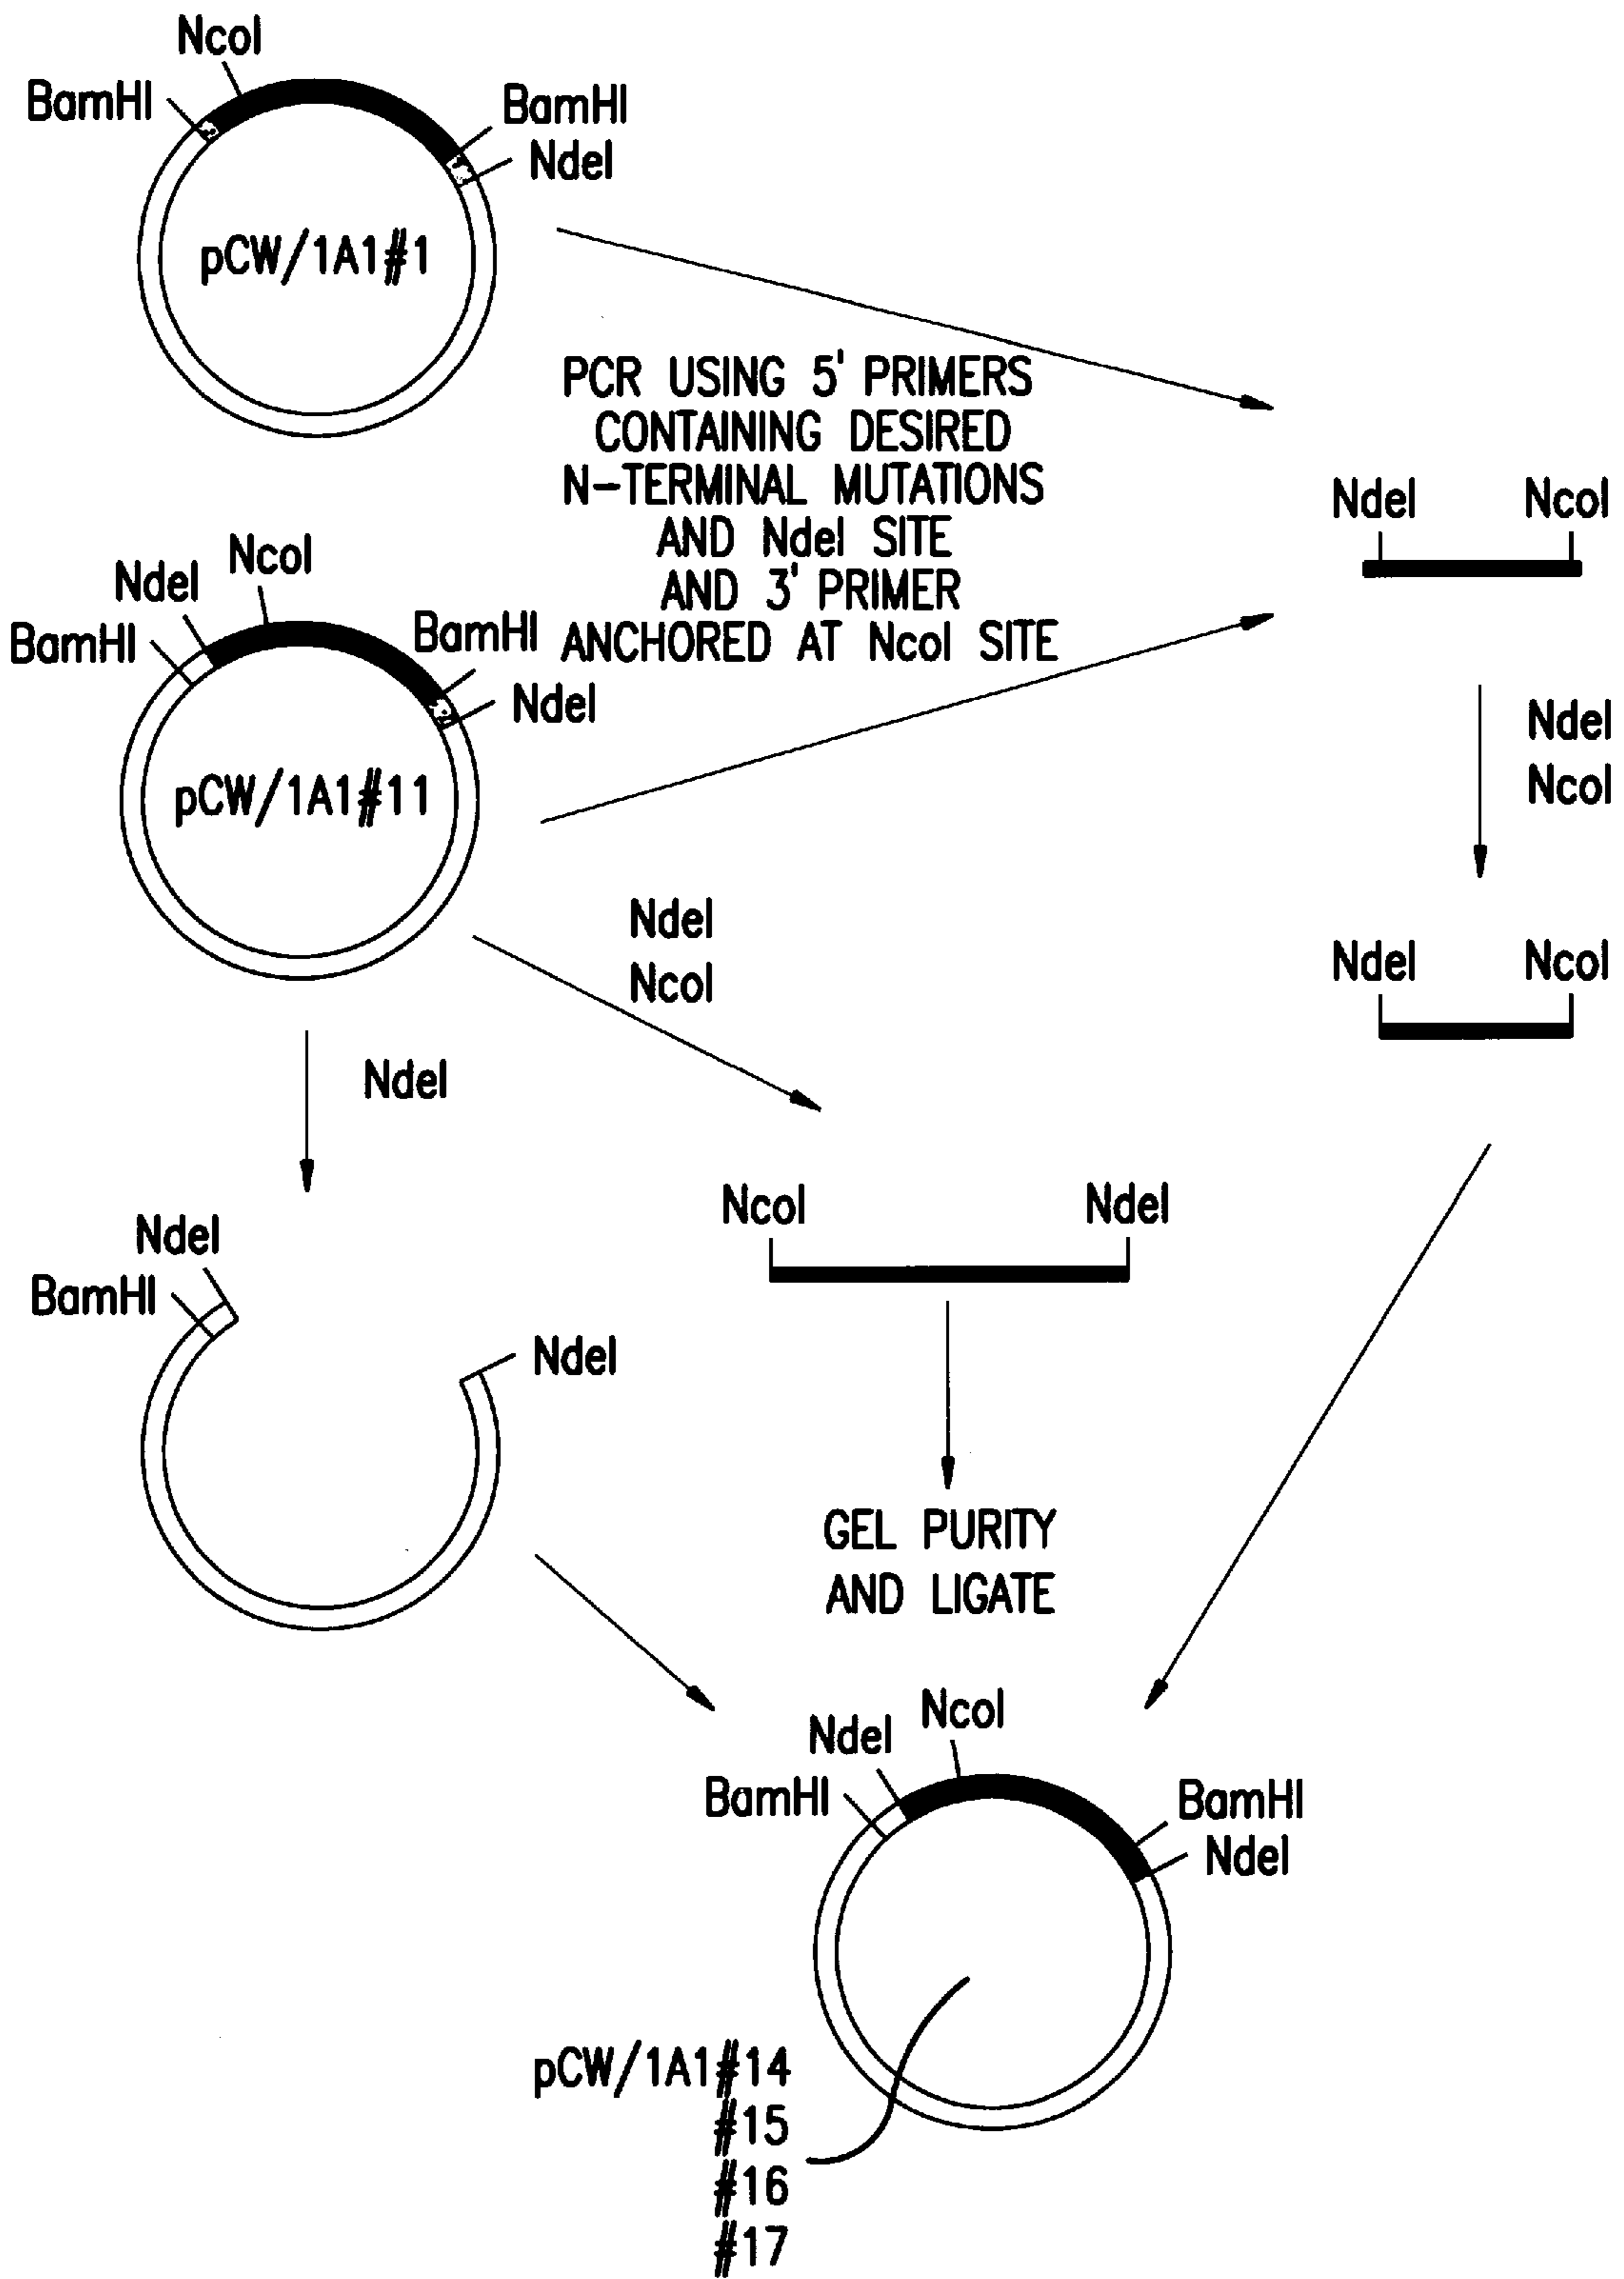 NcoI
BamHI
BamHI
NdeI
pCW/1A1#1
PCR USING 5' PRIMERS
CONTAINING DESIRED
N-TERMINAL MUTATIONS
AND NdeI SITE
AND 3' PRIMER
ANCHORED AT NcoI SITE
NdeI NcoI
NcoI
NdeI
BamHI
BamHI
NdeI
pCW/1A1#11
NdeI
NcoI
NdeI
NcoI
NdeI NcoI
NdeI
NcoI NdeI
NdeI
BamHI
NdeI
GEL PURITY
AND LIGATE
NcoI
NdeI
BamHI
BamHI
NdeI
pCW/1A1#14
#15
#16
#17